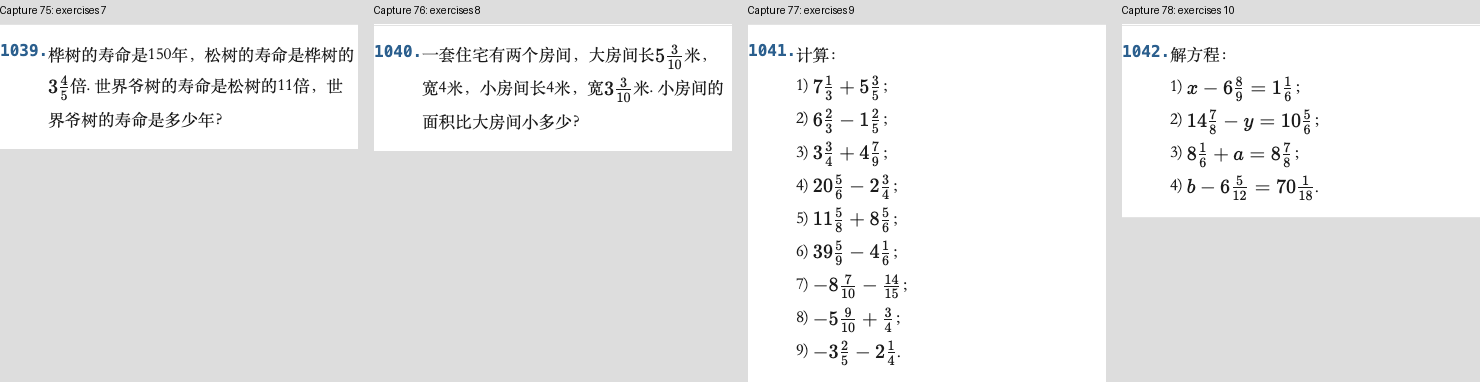 Capture 75: exercises 7
1039. 桦树的寿命是150年，松树的寿命是桦树的
3 4/5倍. 世界爷树的寿命是松树的11倍，世
界爷树的寿命是多少年?
Capture 76: exercises 8
1040. 一套住宅有两个房间，大房间长5 3/10米，
宽4米，小房间长4米，宽3 3/10米. 小房间的
面积比大房间小多少?
Capture 77: exercises 9
1041. 计算:
1) 7 1/3 + 5 3/5;
2) 6 2/3 − 1 2/5;
3) 3 3/4 + 4 7/9;
4) 20 5/6 − 2 3/4;
5) 11 5/8 + 8 5/6;
6) 39 5/9 − 4 1/6;
7) −8 7/10 − 14/15;
8) −5 9/10 + 3/4;
9) −3 2/5 − 2 1/4.
Capture 78: exercises 10
1042. 解方程:
1) x − 6 8/9 = 1 1/6;
2) 14 7/8 − y = 10 5/6;
3) 8 1/6 + a = 8 7/8;
4) b − 6 5/12 = 70 1/18.